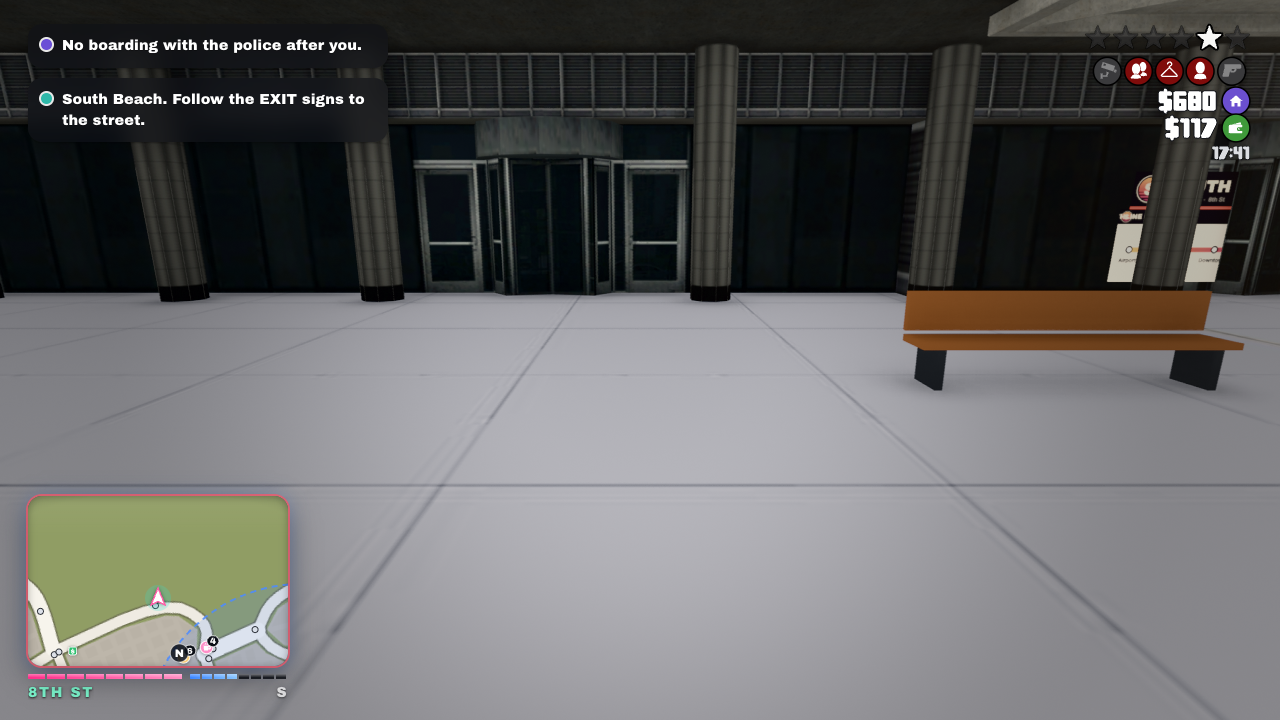 No boarding with the police after you.
South Beach. Follow the EXIT signs to
the street.
$680
$117
17:41
TH
N
4
8TH ST
S